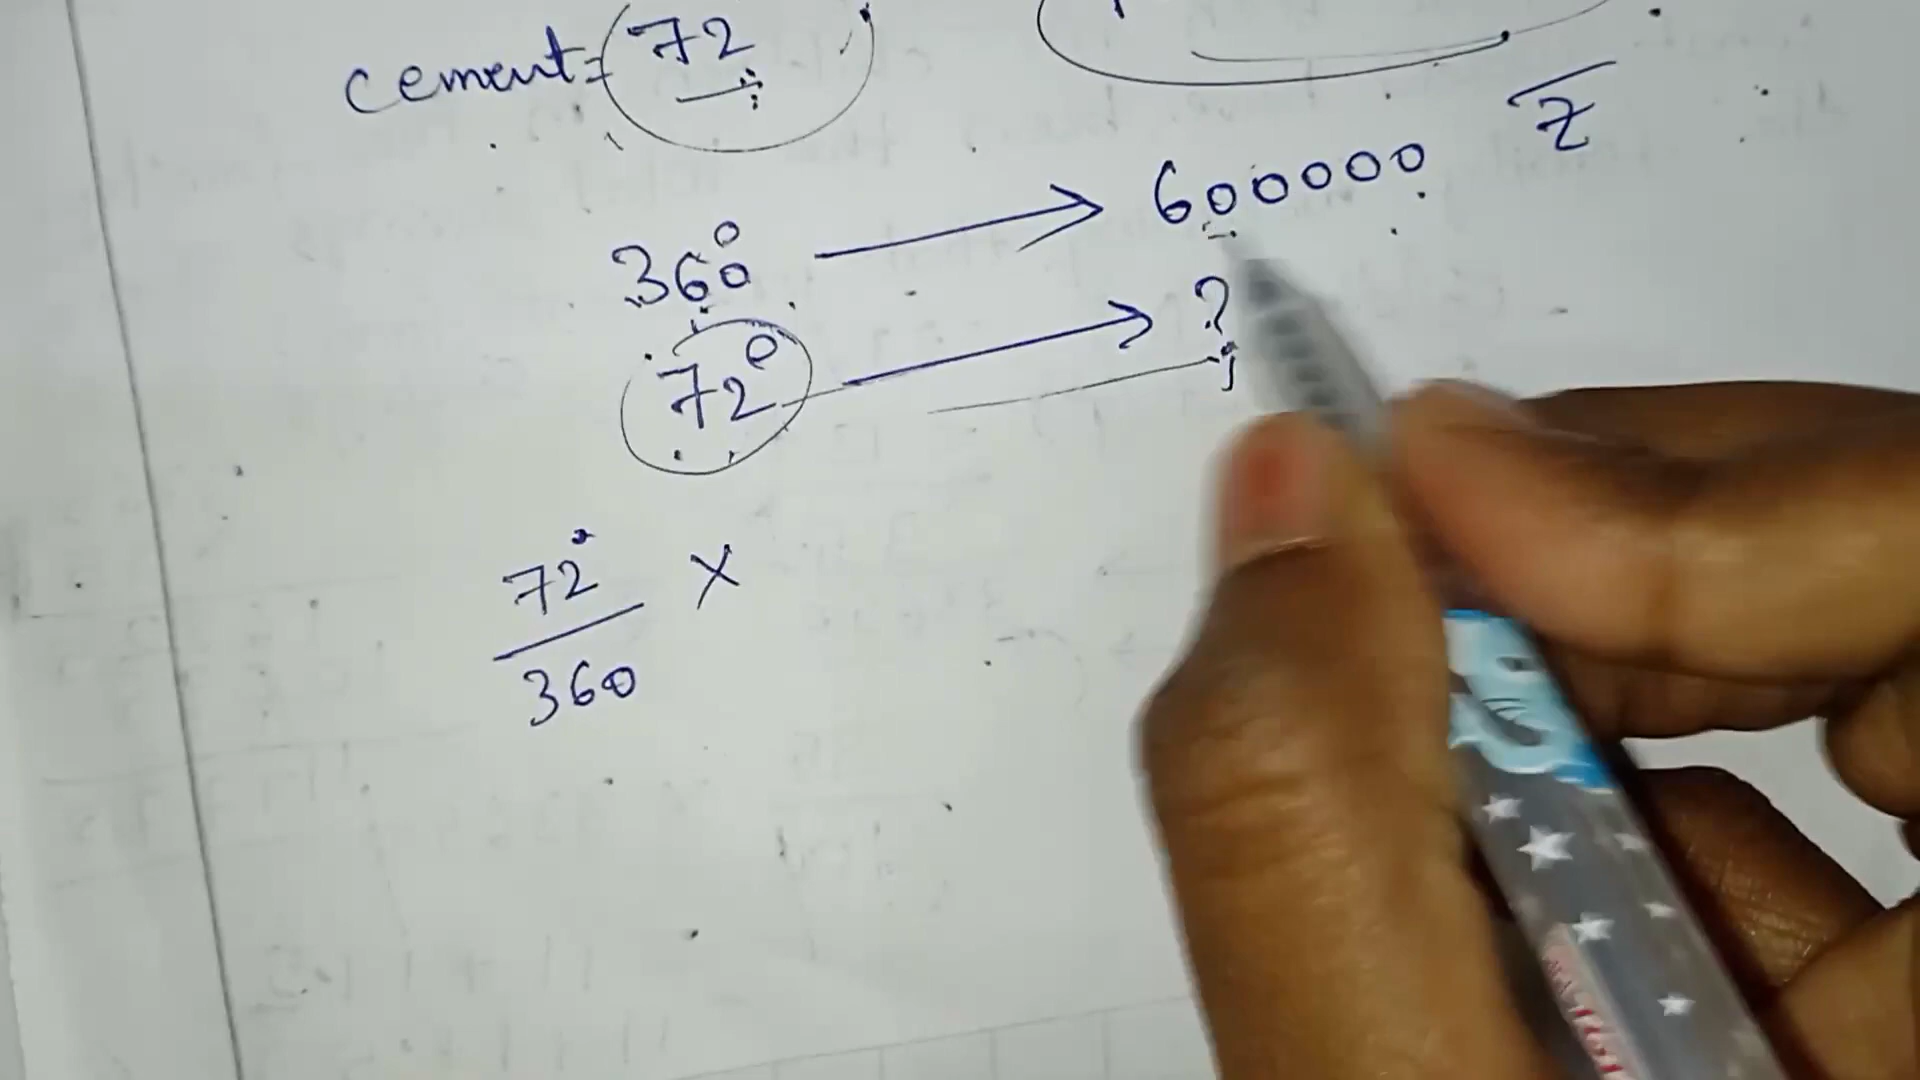 cement = 72
Z
360° → 600000
72° → ?
72° ×
360